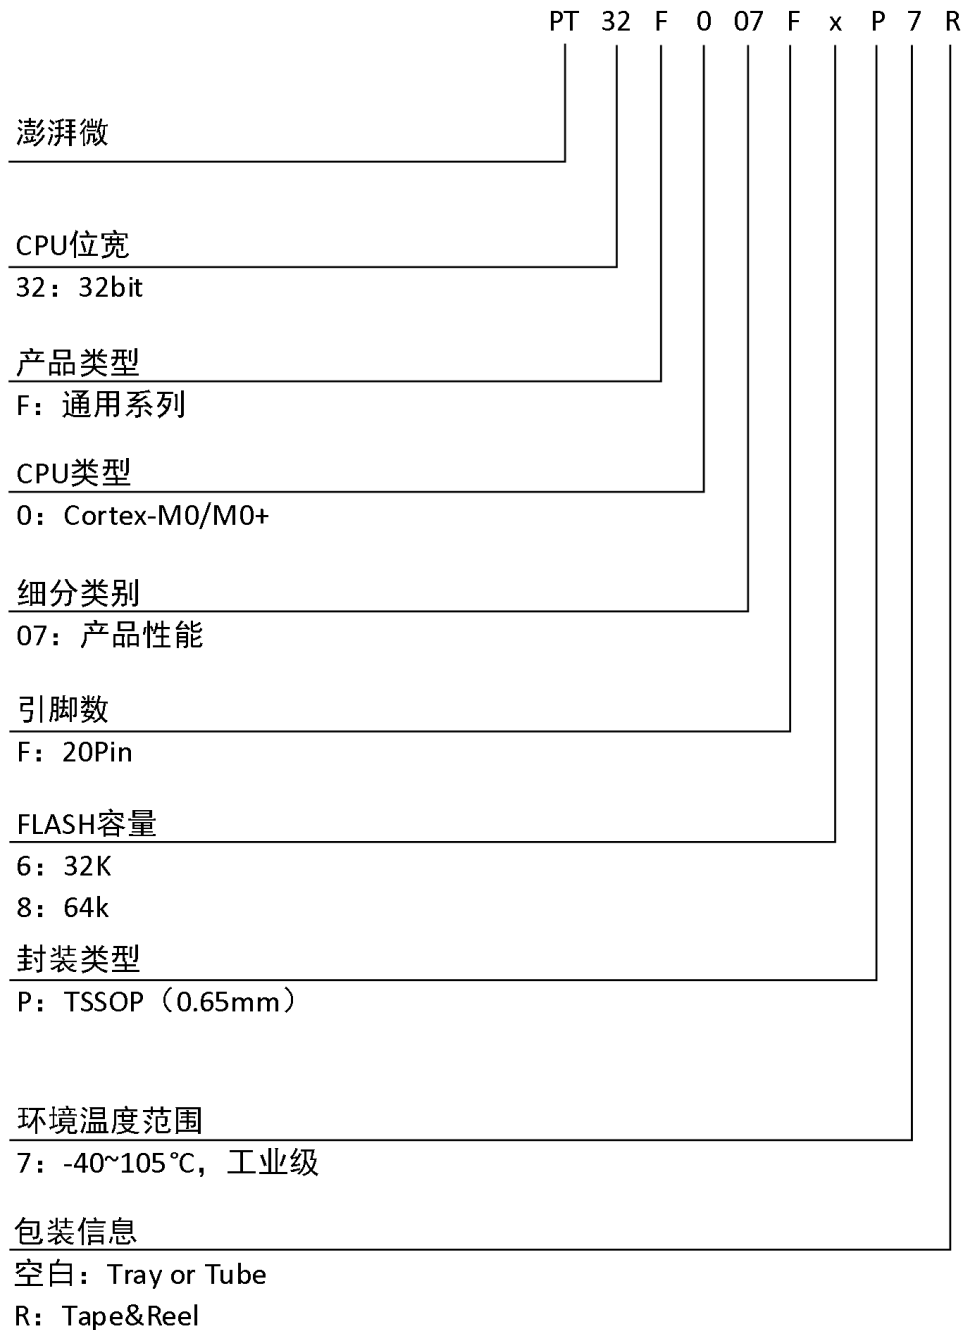 PT 32 F 0 07 F x P 7 R
澎湃微
CPU位宽
32：32bit
产品类型
F：通用系列
CPU类型
0：Cortex-M0/M0+
细分类别
07：产品性能
引脚数
F：20Pin
FLASH容量
6：32K
8：64k
封装类型
P：TSSOP（0.65mm）
环境温度范围
7：-40~105℃，工业级
包装信息
空白：Tray or Tube
R：Tape&Reel